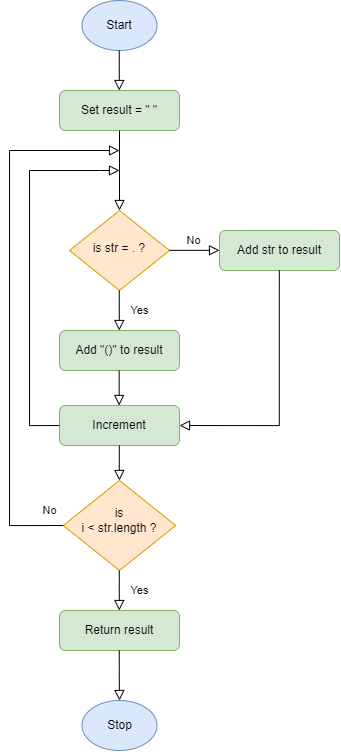 Start
Set result = " "
is str = . ?
No
Add str to result
Yes
Add "()" to result
Increment
is
i < str.length ?
No
Yes
Return result
Stop